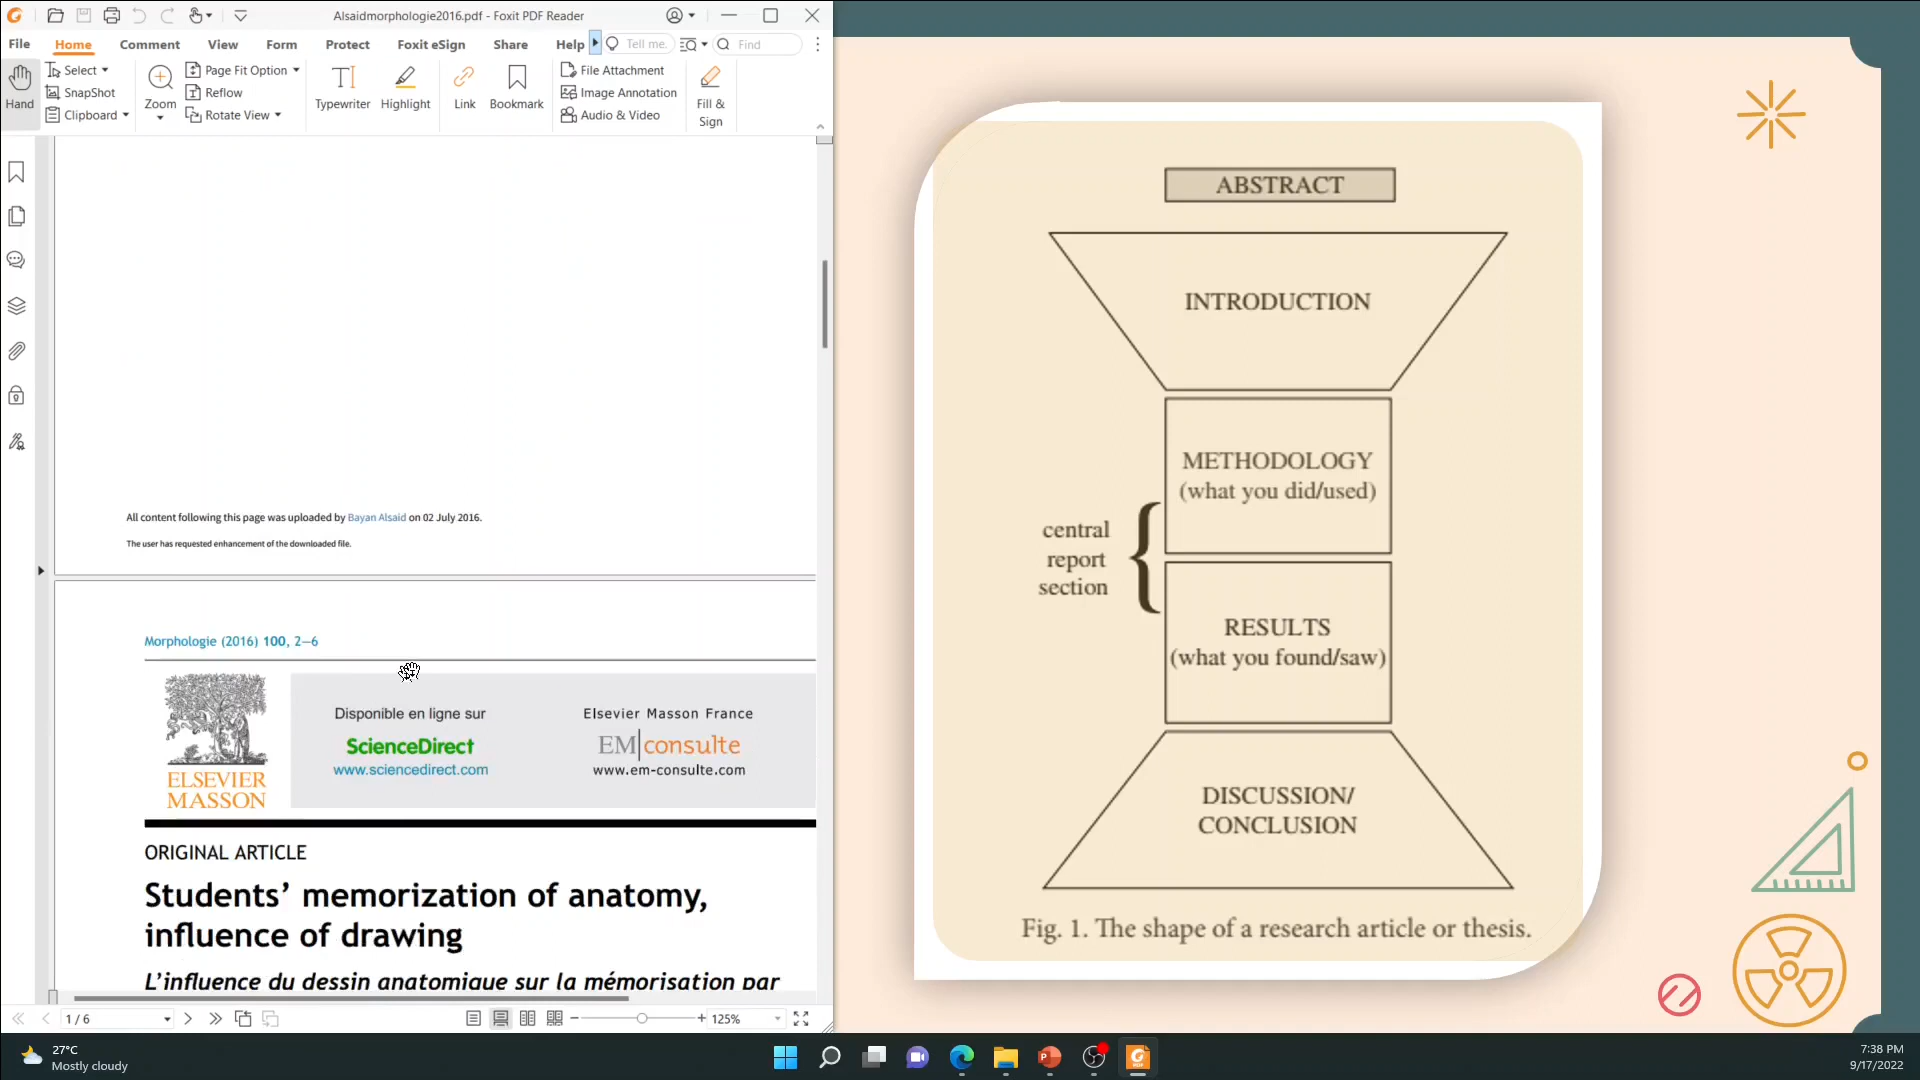 Alsaidmorphologie2016.pdf - Foxit PDF Reader
File Home Comment View Form Protect Foxit eSign Share Help Tell me. Find
Hand
Select
SnapShot
Clipboard
Zoom
Page Fit Option
Reflow
Rotate View
Typewriter
Highlight
Link
Bookmark
File Attachment
Image Annotation
Audio & Video
Fill &
Sign
All content following this page was uploaded by Bayan Alsaid on 02 July 2016.
The user has requested enhancement of the downloaded file.
Morphologie (2016) 100, 2—6
ELSEVIER
MASSON
Disponible en ligne sur
ScienceDirect
www.sciencedirect.com
Elsevier Masson France
EM|consulte
www.em-consulte.com
ORIGINAL ARTICLE
Students’ memorization of anatomy,
influence of drawing
L’influence du dessin anatomique sur la mémorisation par
1 / 6
125%
ABSTRACT
INTRODUCTION
METHODOLOGY
(what you did/used)
central
report
section
RESULTS
(what you found/saw)
DISCUSSION/
CONCLUSION
Fig. 1. The shape of a research article or thesis.
27°C
Mostly cloudy
7:38 PM
9/17/2022